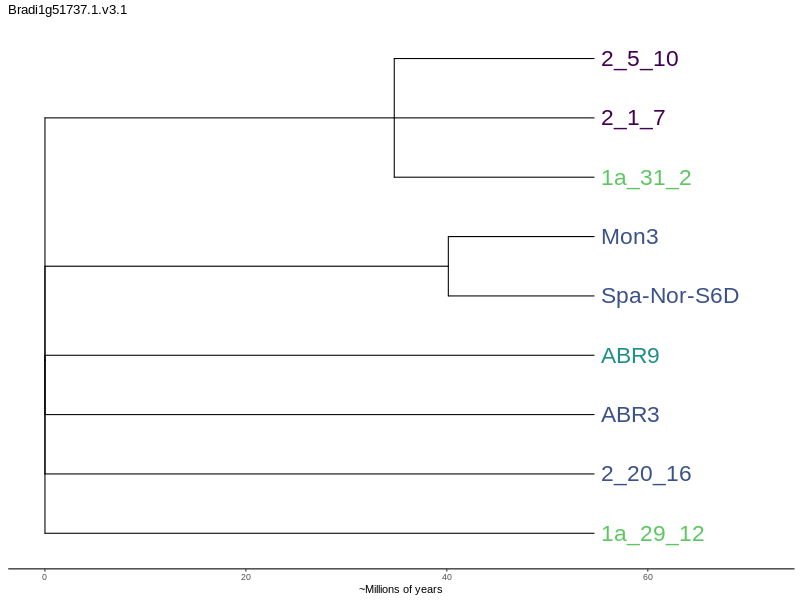 Bradi1g51737.1.v3.1
2_5_10
2_1_7
1a_31_2
Mon3
Spa-Nor-S6D
ABR9
ABR3
2_20_16
1a_29_12
0 20 40 60
~Millions of years